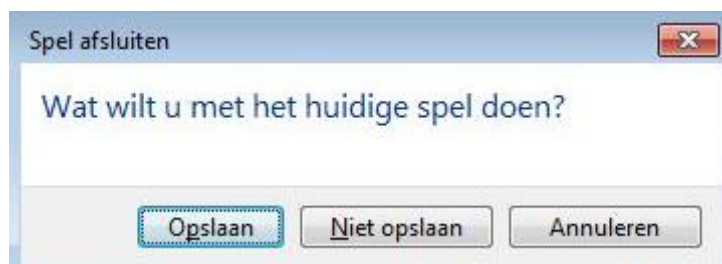 Spel afsluiten
Wat wilt u met het huidige spel doen?
Opslaan Niet opslaan Annuleren